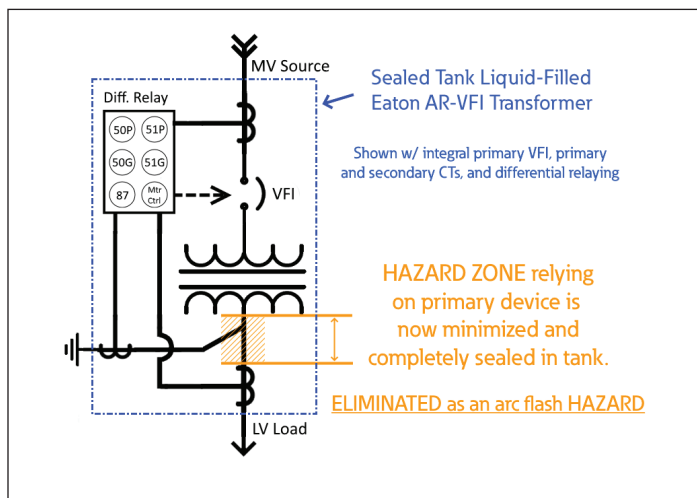 MV Source
Sealed Tank Liquid-Filled
Eaton AR-VFI Transformer
Diff. Relay
50P
51P
50G
51G
87
Mtr
Ctrl
VFI
Shown w/ integral primary VFI, primary
and secondary CTs, and differential relaying
HAZARD ZONE relying
on primary device is
now minimized and
completely sealed in tank.
ELIMINATED as an arc flash HAZARD
LV Load